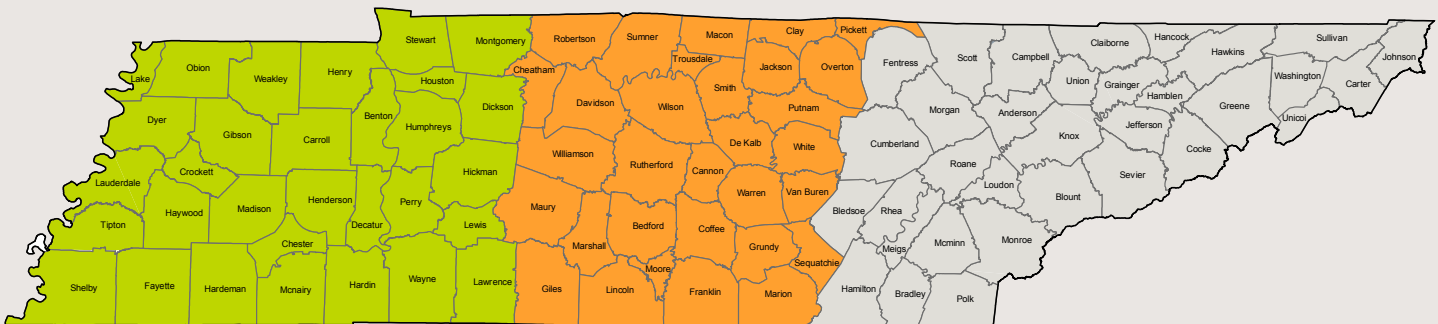 Stewart
Montgomery
Robertson
Sumner
Macon
Clay
Pickett
Lake
Obion
Weakley
Henry
Houston
Cheatham
Trousdale
Jackson
Overton
Fentress
Scott
Campbell
Claiborne
Hancock
Hawkins
Sullivan
Johnson
Dyer
Gibson
Carroll
Benton
Humphreys
Dickson
Davidson
Wilson
Smith
Putnam
Morgan
Anderson
Union
Grainger
Hamblen
Greene
Washington
Carter
Unicoi
Lauderdale
Crockett
Hickman
Williamson
Rutherford
Cannon
De Kalb
White
Cumberland
Roane
Knox
Jefferson
Cocke
Tipton
Haywood
Madison
Henderson
Decatur
Perry
Lewis
Maury
Bedford
Coffee
Warren
Van Buren
Bledsoe
Rhea
Loudon
Blount
Sevier
Chester
Marshall
Moore
Grundy
Sequatchie
Meigs
Mcminn
Monroe
Shelby
Fayette
Hardeman
Mcnairy
Hardin
Wayne
Lawrence
Giles
Lincoln
Franklin
Marion
Hamilton
Bradley
Polk